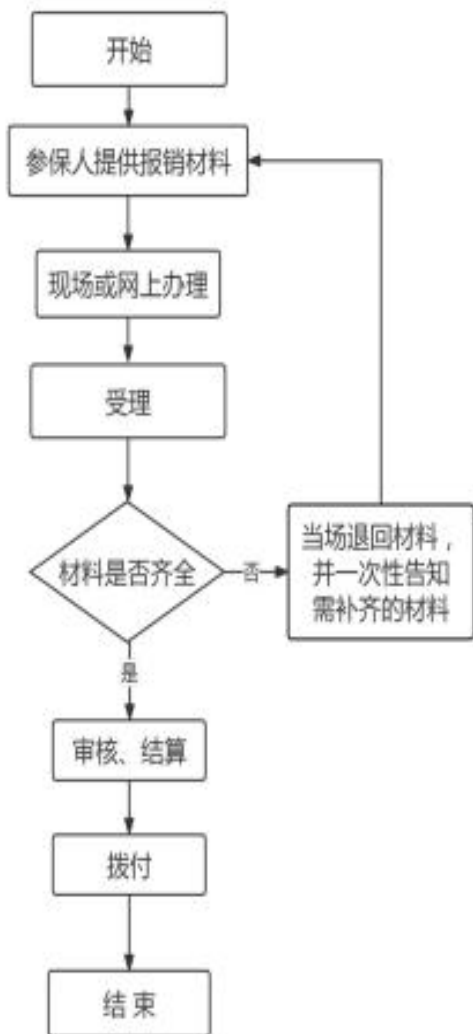 开始
参保人提供报销材料
现场或网上办理
受理
材料是否齐全
否
当场退回材料，
并一次性告知
需补齐的材料
是
审核、结算
拨付
结 束